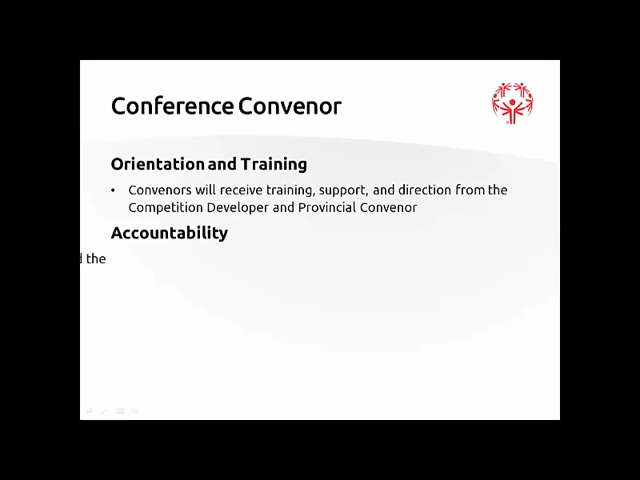 Conference Convenor
Orientation and Training
• Convenors will receive training, support, and direction from the
Competition Developer and Provincial Convenor
Accountability
the